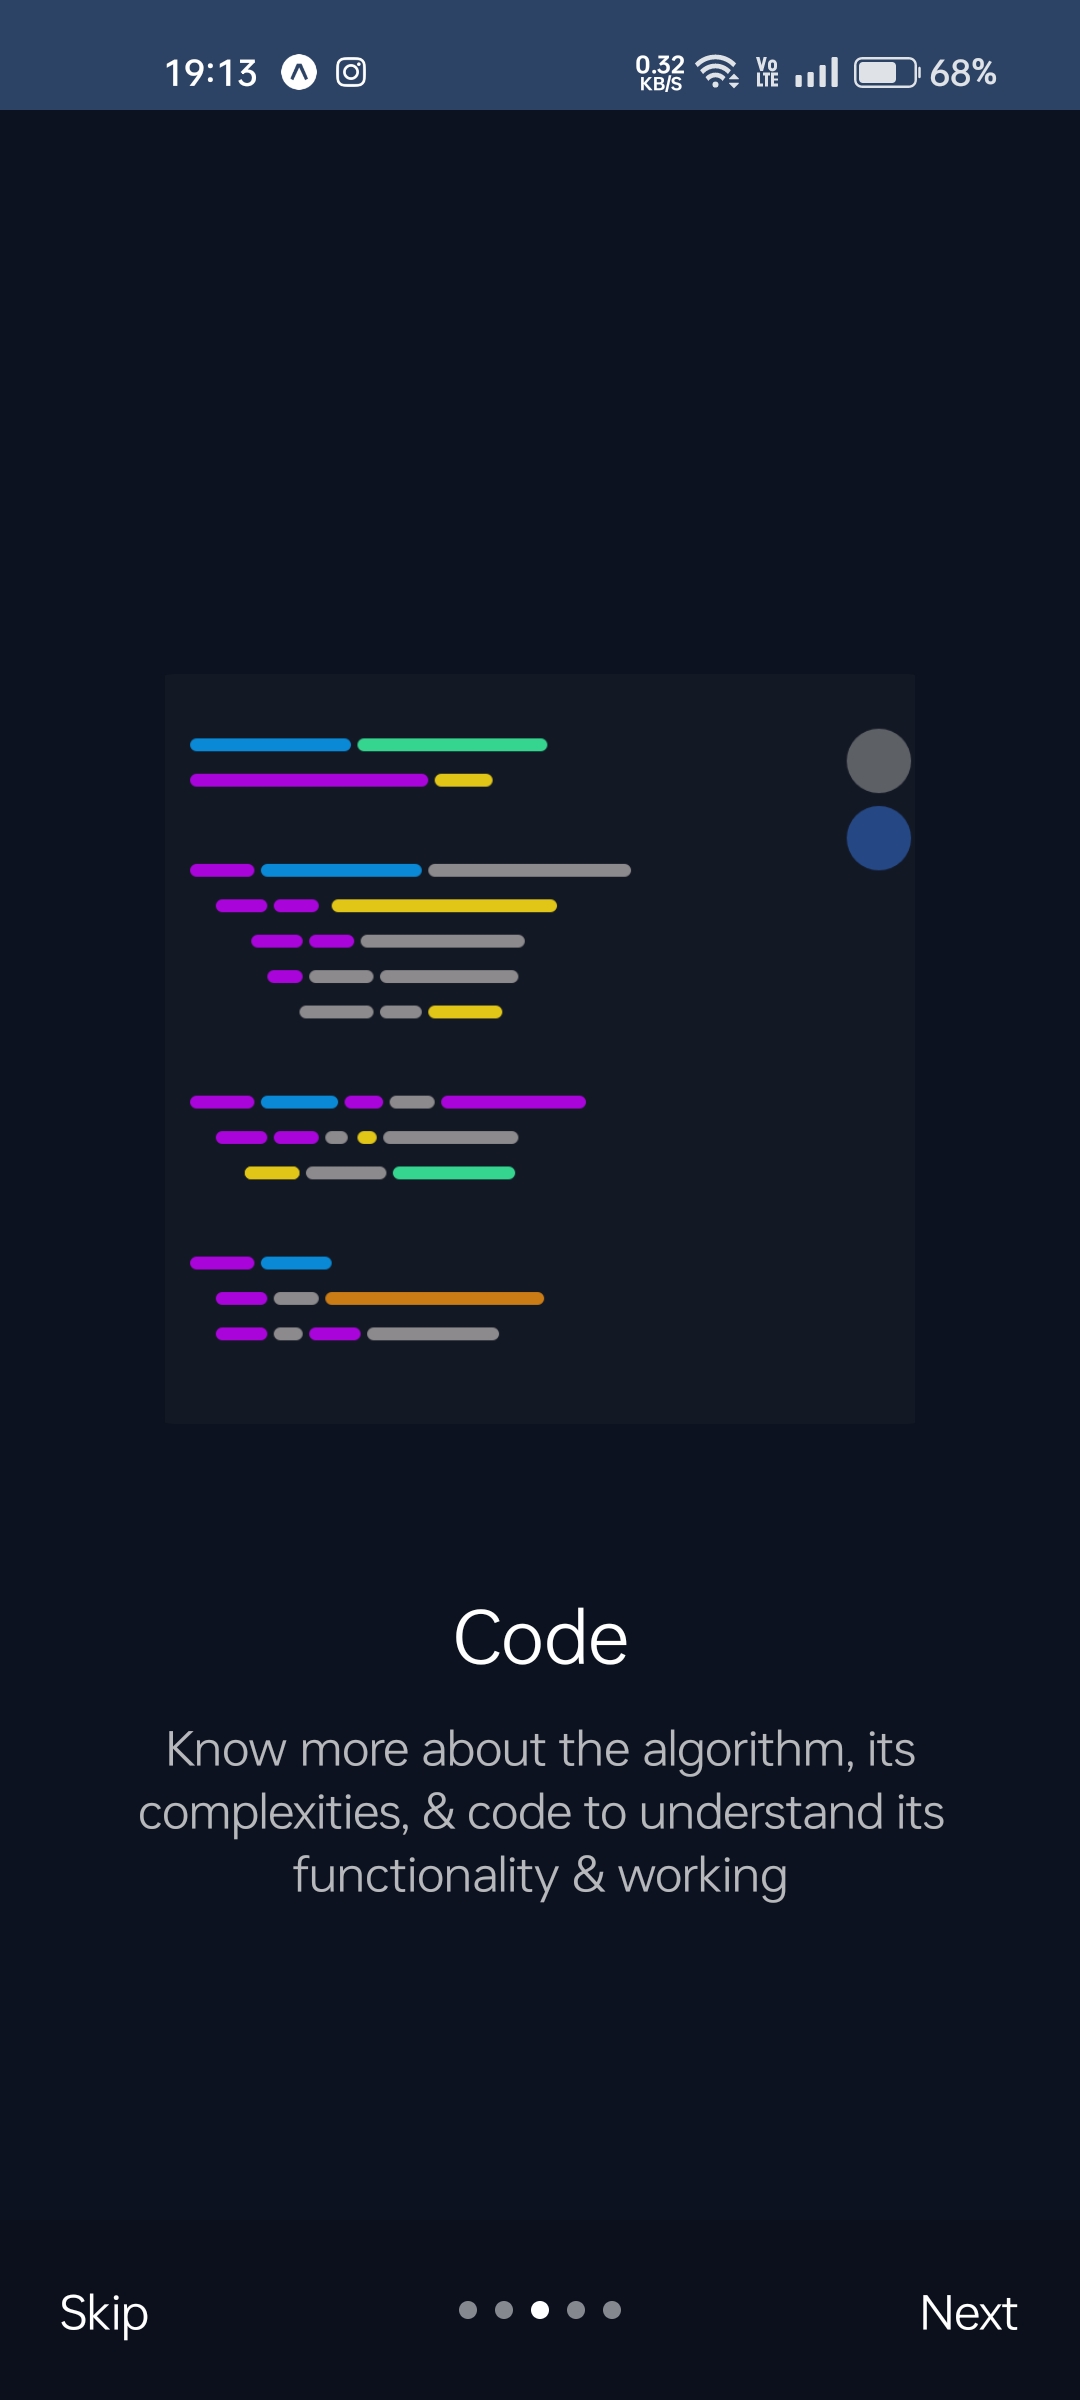 19:13
0.32
KB/S
Vo
LTE
68%
Code
Know more about the algorithm, its
complexities, & code to understand its
functionality & working
Skip
Next